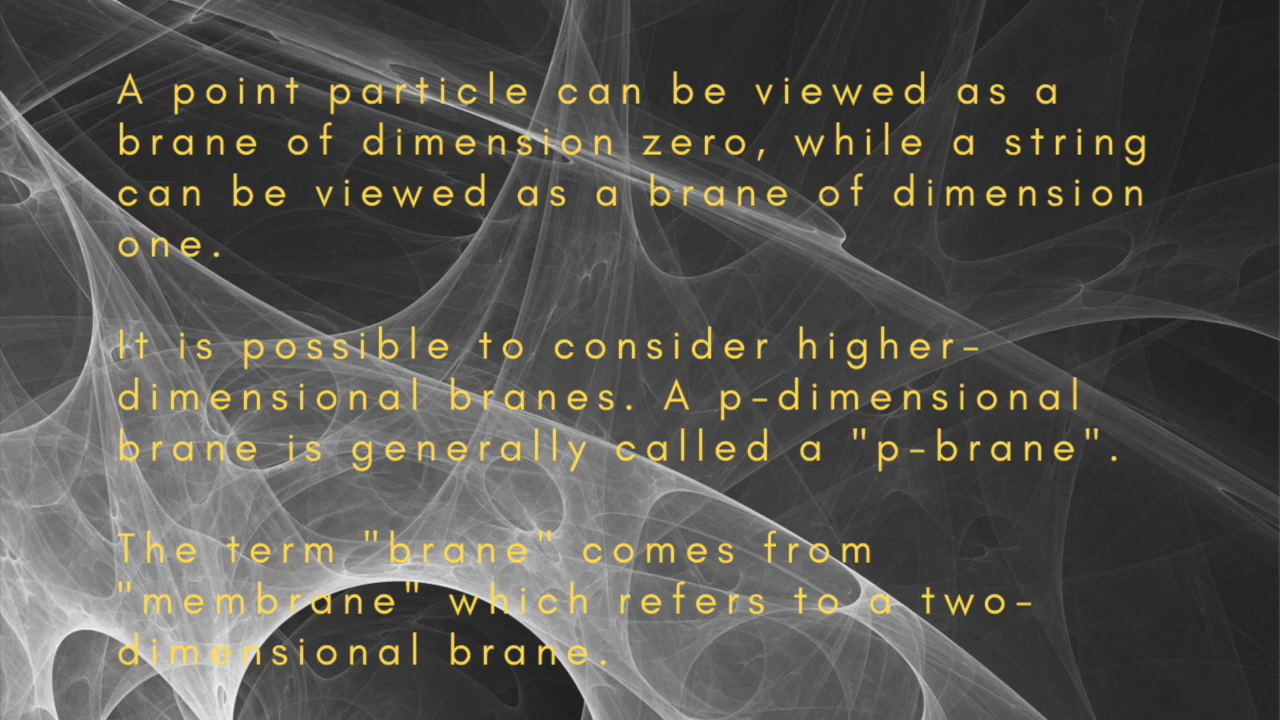 A point particle can be viewed as a
brane of dimension zero, while a string
can be viewed as a brane of dimension
one.
It is possible to consider higher-
dimensional branes. A p-dimensional
brane is generally called a "p-brane".
The term "brane" comes from
"membrane" which refers to a two-
dimensional brane.